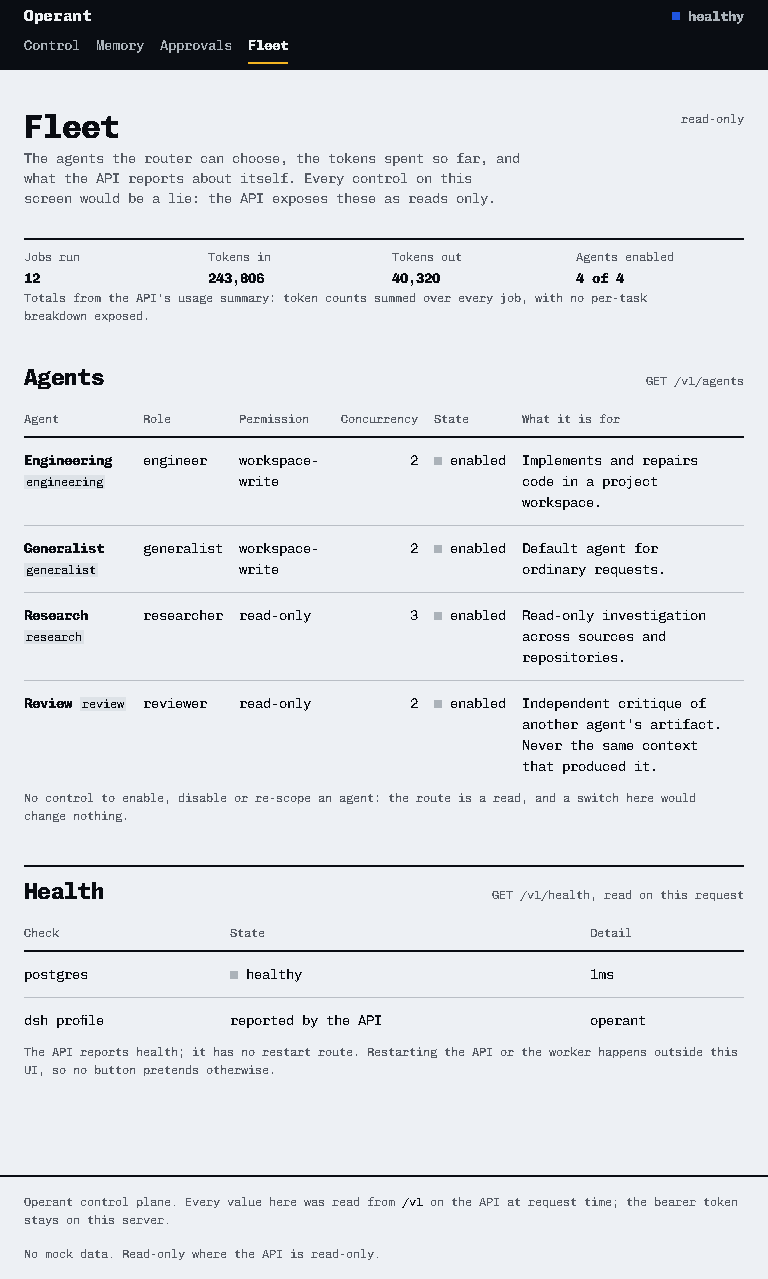 Operant
healthy
Control Memory Approvals Fleet
Fleet
read-only
The agents the router can choose, the tokens spent so far, and
what the API reports about itself. Every control on this
screen would be a lie: the API exposes these as reads only.
Jobs run Tokens in Tokens out Agents enabled
12 243,806 40,320 4 of 4
Totals from the API's usage summary: token counts summed over every job, with no per-task
breakdown exposed.
Agents
GET /v1/agents
Agent Role Permission Concurrency State What it is for
Engineering engineer workspace- 2 enabled Implements and repairs
engineering write code in a project
workspace.
Generalist generalist workspace- 2 enabled Default agent for
generalist write ordinary requests.
Research researcher read-only 3 enabled Read-only investigation
research across sources and
repositories.
Review review reviewer read-only 2 enabled Independent critique of
another agent's artifact.
Never the same context
that produced it.
No control to enable, disable or re-scope an agent: the route is a read, and a switch here would
change nothing.
Health
GET /v1/health, read on this request
Check State Detail
postgres healthy 1ms
dsh profile reported by the API operant
The API reports health; it has no restart route. Restarting the API or the worker happens outside this
UI, so no button pretends otherwise.
Operant control plane. Every value here was read from /v1 on the API at request time; the bearer token
stays on this server.
No mock data. Read-only where the API is read-only.